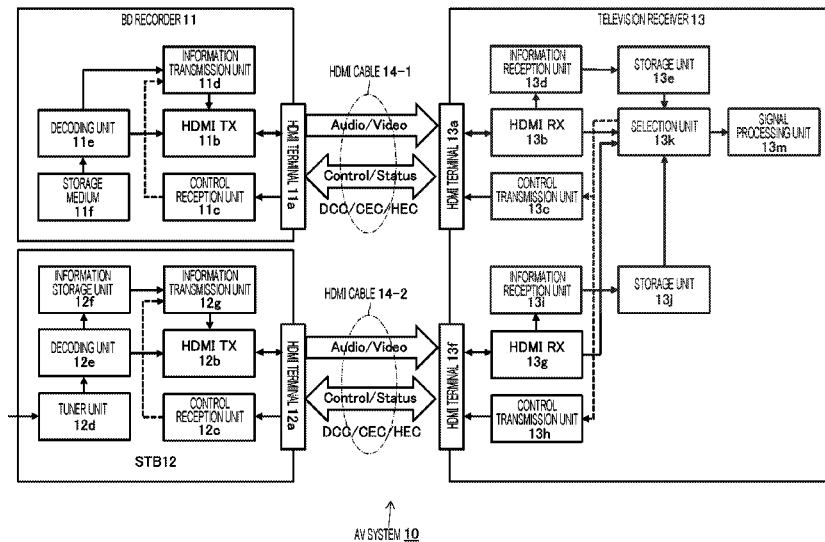 BD RECORDER 11
INFORMATION
TRANSMISSION UNIT
11d
DECODING UNIT
11e
HDMI TX
11b
STORAGE
MEDIUM
11f
CONTROL
RECEPTION UNIT
11c
HDMI TERMINAL 11a
HDMI CABLE 14-1
Audio/Video
Control/Status
DCC/CEC/HEC
TELEVISION RECEIVER 13
HDMI TERMINAL 13a
INFORMATION
RECEPTION UNIT
13d
STORAGE UNIT
13e
HDMI RX
13b
SELECTION UNIT
13k
SIGNAL
PROCESSING UNIT
13m
CONTROL
TRANSMISSION UNIT
13c
INFORMATION
STORAGE UNIT
12f
INFORMATION
TRANSMISSION UNIT
12g
DECODING UNIT
12e
HDMI TX
12b
TUNER UNIT
12d
CONTROL
RECEPTION UNIT
12c
STB12
HDMI TERMINAL 12a
HDMI CABLE 14-2
Audio/Video
Control/Status
DCC/CEC/HEC
HDMI TERMINAL 13f
INFORMATION
RECEPTION UNIT
13i
STORAGE UNIT
13j
HDMI RX
13g
CONTROL
TRANSMISSION UNIT
13h
AV SYSTEM 10